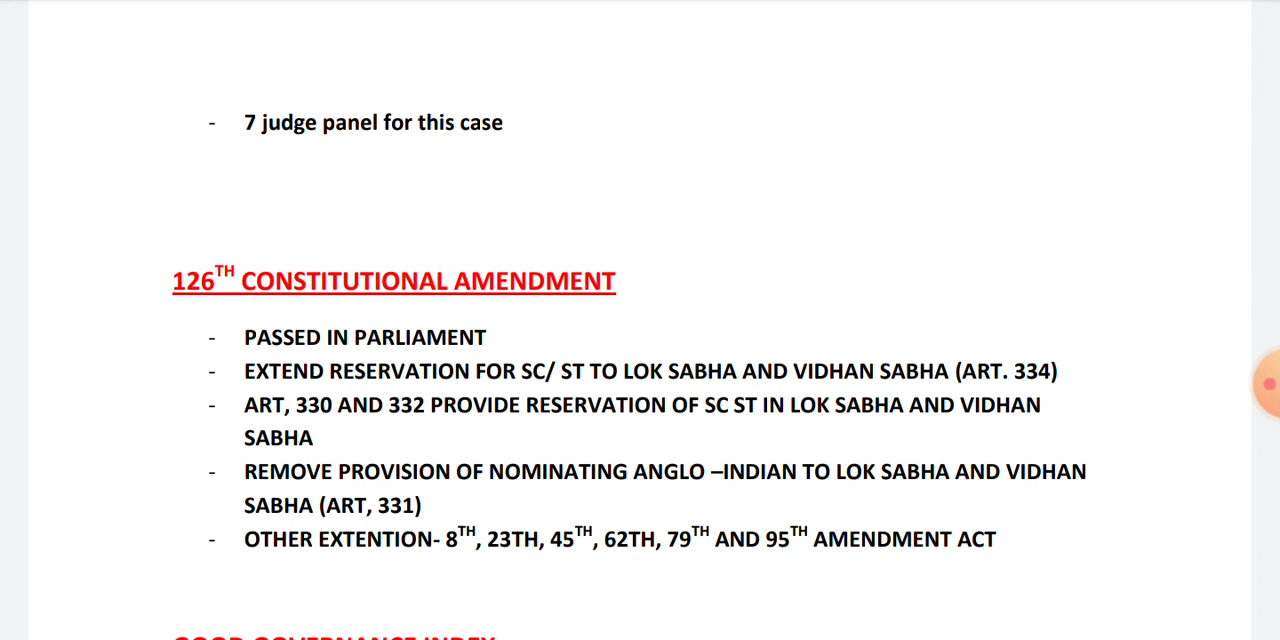 - 7 judge panel for this case
126TH CONSTITUTIONAL AMENDMENT
- PASSED IN PARLIAMENT
- EXTEND RESERVATION FOR SC/ ST TO LOK SABHA AND VIDHAN SABHA (ART. 334)
- ART, 330 AND 332 PROVIDE RESERVATION OF SC ST IN LOK SABHA AND VIDHAN
SABHA
- REMOVE PROVISION OF NOMINATING ANGLO –INDIAN TO LOK SABHA AND VIDHAN
SABHA (ART, 331)
- OTHER EXTENTION- 8TH, 23TH, 45TH, 62TH, 79TH AND 95TH AMENDMENT ACT
GOOD GOVERNANCE INDEX